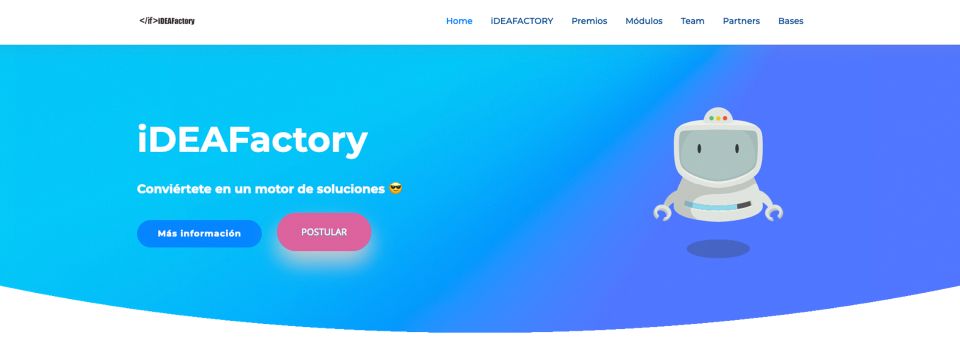 </if>iDEAFactory
Home iDEAFACTORY Premios Módulos Team Partners Bases
iDEAFactory
Conviértete en un motor de soluciones 😎
Más información POSTULAR